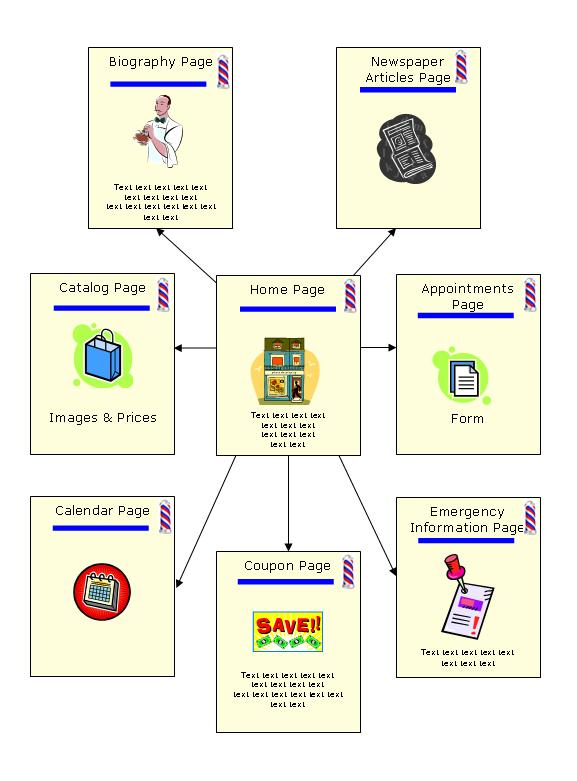 Biography Page
Text text text text text
text text text text
text text text text text text
text text
Newspaper
Articles Page
Catalog Page
Images & Prices
Home Page
Text text text text
text text text
text text text
text text
Appointments
Page
Form
Calendar Page
Coupon Page
SAVE!!
Text text text text text
text text text text
text text text text text text
text text
Emergency
Information Page
Text text text text text
text text text